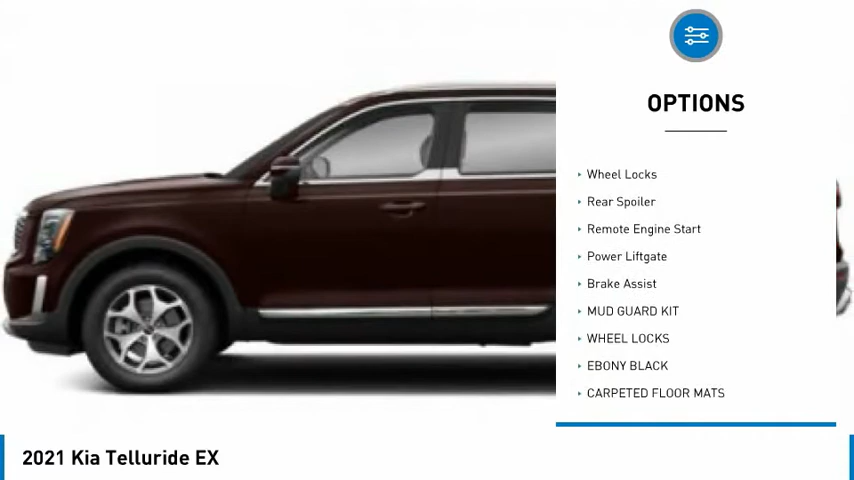 OPTIONS
Wheel Locks
Rear Spoiler
Remote Engine Start
Power Liftgate
Brake Assist
MUD GUARD KIT
WHEEL LOCKS
EBONY BLACK
CARPETED FLOOR MATS
2021 Kia Telluride EX